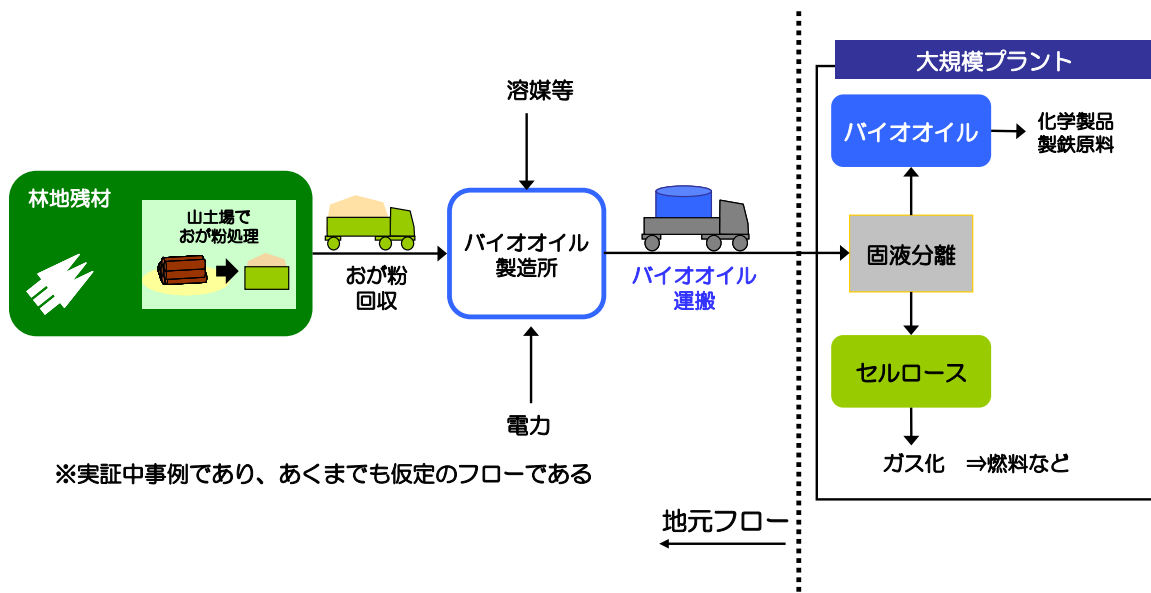 林地残材
山土場で
おが粉処理
おが粉
回収
溶媒等
バイオオイル
製造所
電力
バイオオイル
運搬
※実証中事例であり、あくまでも仮定のフローである
地元フロー
大規模プラント
バイオオイル
化学製品
製鉄原料
固液分離
セルロース
ガス化　⇒燃料など